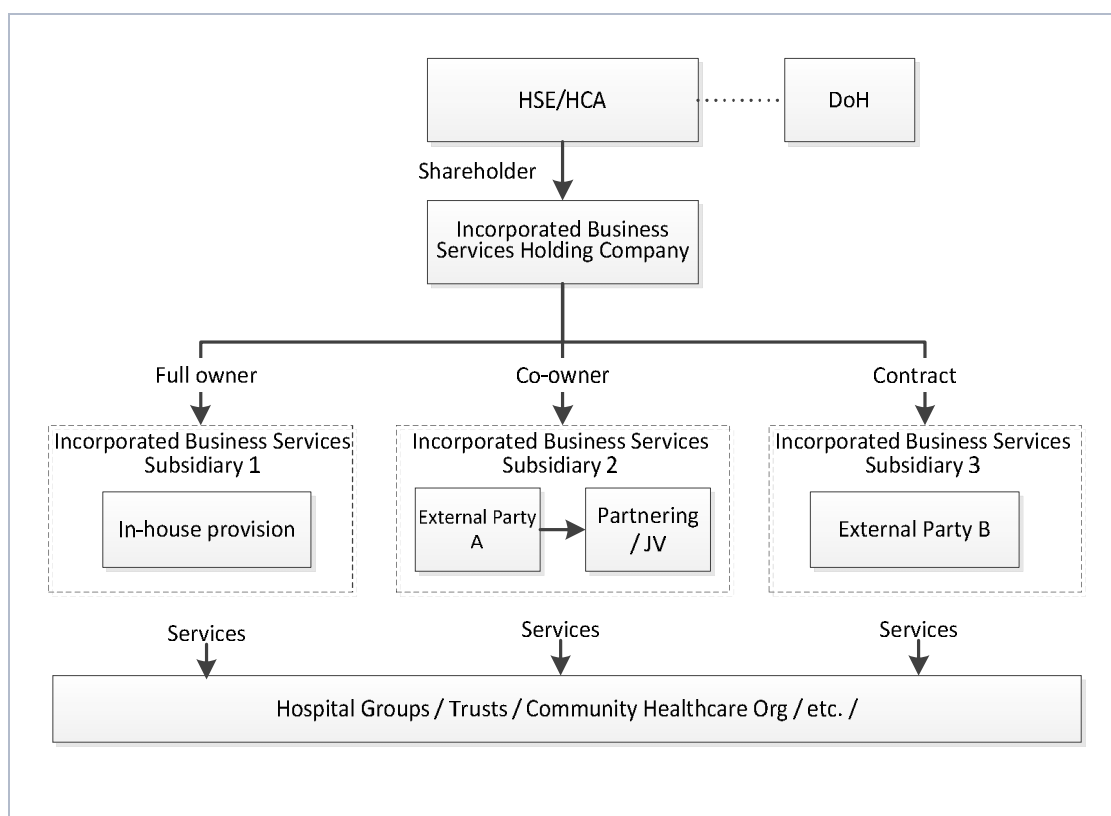 HSE/HCA
DoH
Shareholder
Incorporated Business
Services Holding Company
Full owner
Co-owner
Contract
Incorporated Business Services
Subsidiary 1
Incorporated Business Services
Subsidiary 2
Incorporated Business Services
Subsidiary 3
In-house provision
External Party
A
Partnering
/ JV
External Party B
Services
Services
Services
Hospital Groups / Trusts / Community Healthcare Org / etc. /